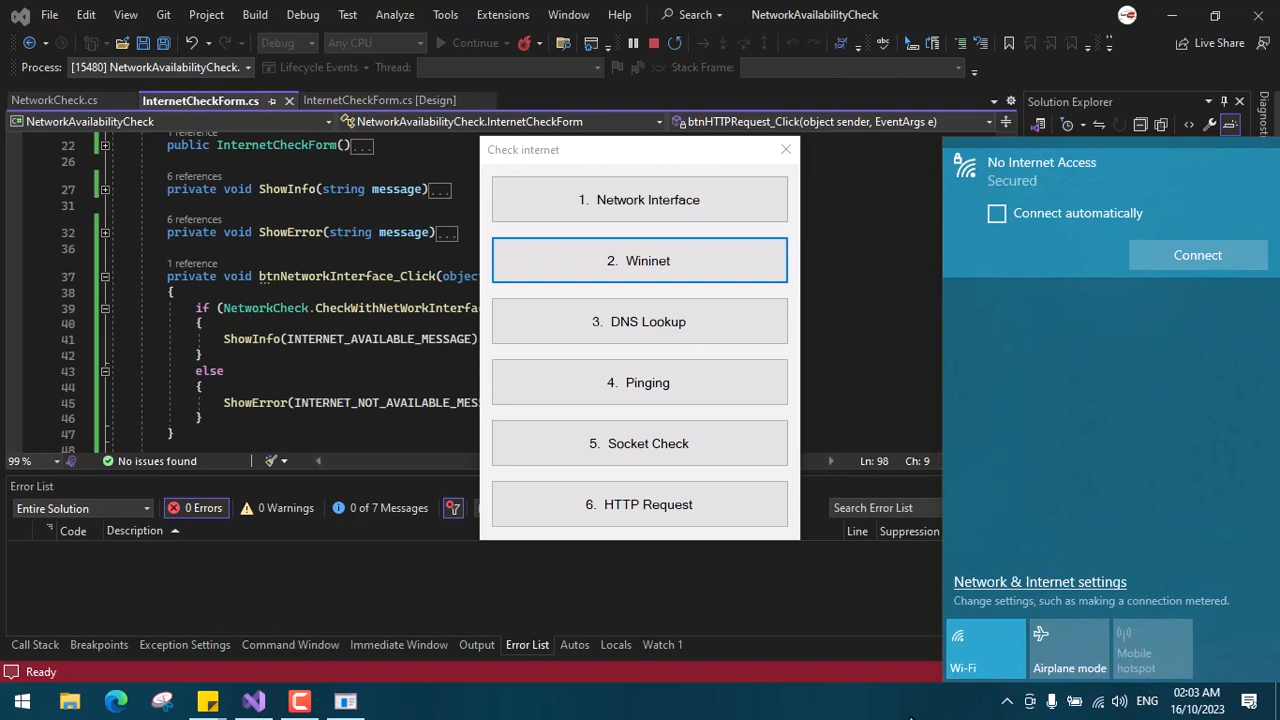 File Edit View Git Project Build Debug Test Analyze Tools Extensions Window Help Search NetworkAvailabilityCheck
Debug Any CPU Continue Live Share
Process: [15480] NetworkAvailabilityCheck. Lifecycle Events Thread: Stack Frame:
NetworkCheck.cs InternetCheckForm.cs InternetCheckForm.cs [Design] Solution Explorer
NetworkAvailabilityCheck NetworkAvailabilityCheck.InternetCheckForm btnHTTPRequest_Click(object sender, EventArgs e)
1 reference
22 public InternetCheckForm()...
26
6 references
27 private void ShowInfo(string message)...
31
6 references
32 private void ShowError(string message)...
36
1 reference
37 private void btnNetworkInterface_Click(objec
38 {
39 if (NetworkCheck.CheckWithNetWorkInterfa
40 {
41 ShowInfo(INTERNET_AVAILABLE_MESSAGE)
42 }
43 else
44 {
45 ShowError(INTERNET_NOT_AVAILABLE_MES
46 }
47 }
48
Check internet
1. Network Interface
2. Wininet
3. DNS Lookup
4. Pinging
5. Socket Check
6. HTTP Request
No Internet Access
Secured
Connect automatically
Connect
Network & Internet settings
Change settings, such as making a connection metered.
Wi-Fi
Airplane mode
Mobile
hotspot
99 % No issues found Ln: 98 Ch: 9
Error List
Entire Solution 0 Errors 0 Warnings 0 of 7 Messages Search Error List
Code Description Line Suppression
Call Stack Breakpoints Exception Settings Command Window Immediate Window Output Error List Autos Locals Watch 1
Ready
ENG
02:03 AM
16/10/2023